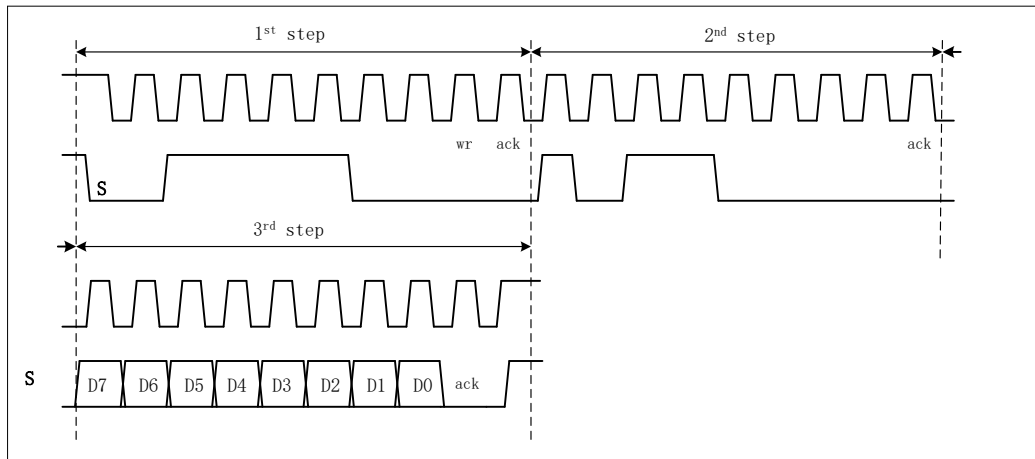 1st step
2nd step
wr ack
ack
S
3rd step
S
D7 D6 D5 D4 D3 D2 D1 D0 ack